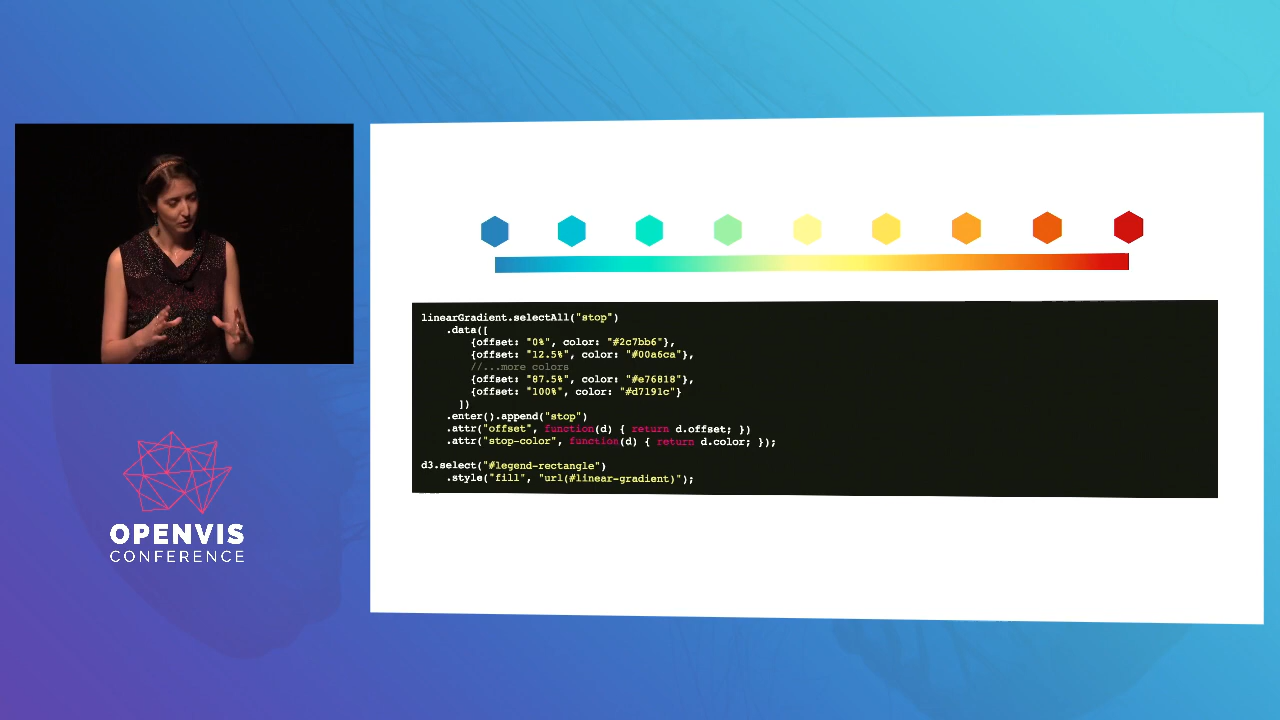 linearGradient.selectAll("stop")
.data([
{offset: "0%", color: "#2c7bb6"},
{offset: "12.5%", color: "#00a6ca"},
//...more colors
{offset: "87.5%", color: "#e76818"},
{offset: "100%", color: "#d7191c"}
])
.enter().append("stop")
.attr("offset", function(d) { return d.offset; })
.attr("stop-color", function(d) { return d.color; });
d3.select("#legend-rectangle")
.style("fill", "url(#linear-gradient)");
OPENVIS
CONFERENCE